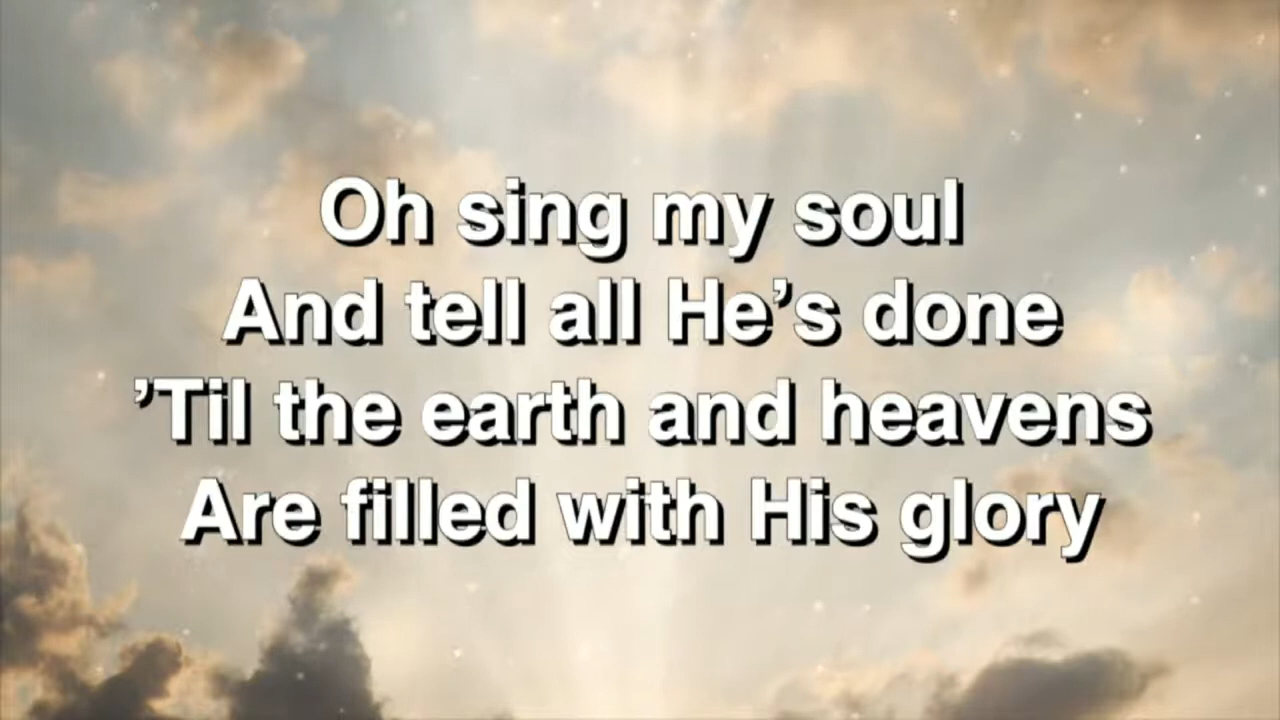 Oh sing my soul
And tell all He’s done
’Til the earth and heavens
Are filled with His glory